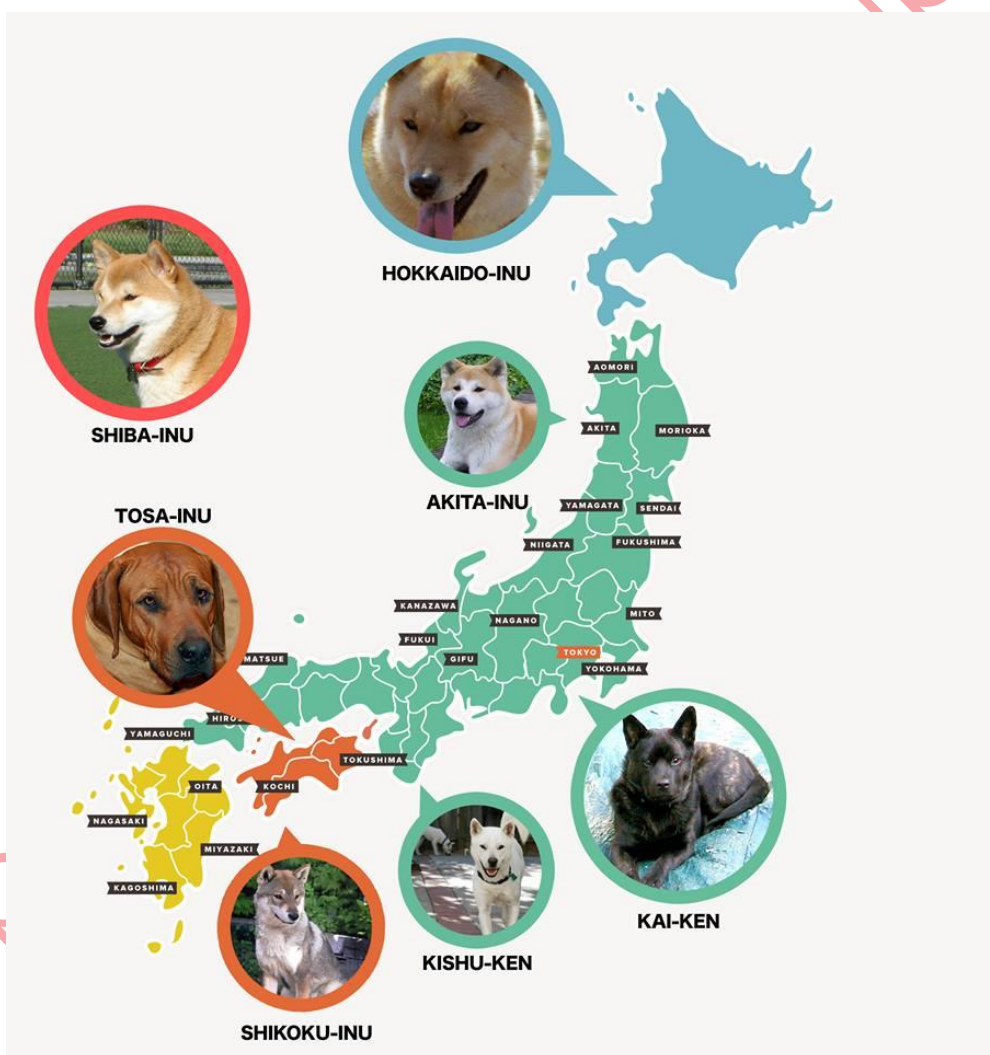 HOKKAIDO-INU
SHIBA-INU
AOMORI
AKITA
MORIOKA
AKITA-INU
TOSA-INU
YAMAGATA
SENDAI
NIIGATA
FUKUSHIMA
KANAZAWA
NAGANO
MITO
FUKUI
GIFU
TOKYO
MATSUE
YOKOHAMA
HIROS
YAMAGUCHI
TOKUSHIMA
OITA
KOCHI
NAGASAKI
MIYAZAKI
KAGOSHIMA
KAI-KEN
KISHU-KEN
SHIKOKU-INU